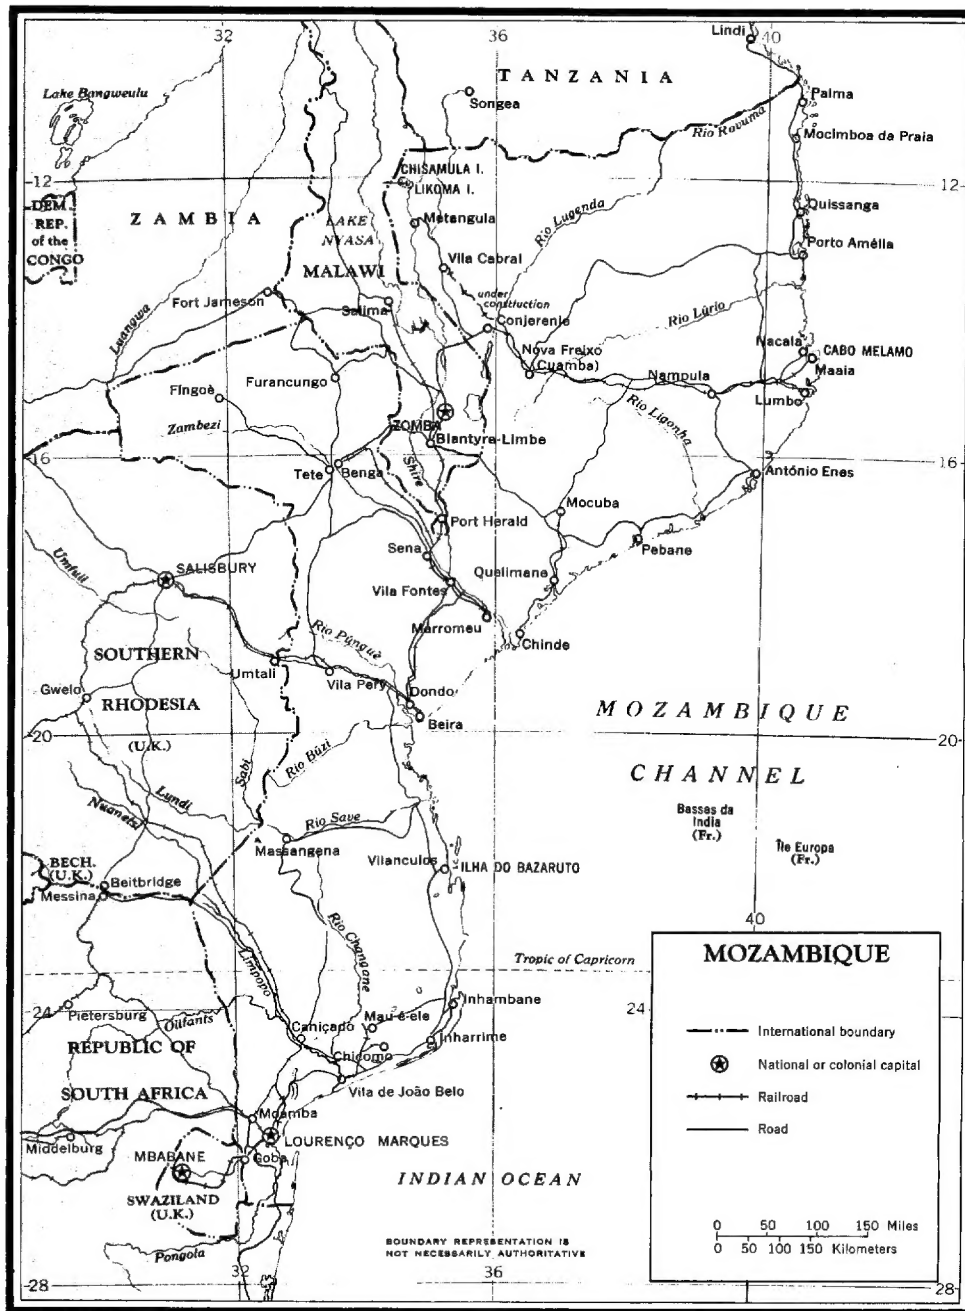 32
36
40
Lindi
TANZANIA
Lake Bangweulu
Songea
Palma
Rio Rovuma
Mocimboa da Praia
12
CHISAMULA I.
LIKOMA I.
12
DEM.
REP.
of the
CONGO
ZAMBIA
LAKE
NYASA
Metangula
Rio Lugenda
Quissanga
Porto Amélia
MALAWI
Vila Cabral
Luangwa
Fort Jameson
Salima
under
construction
Conjerenje
Rio Lúrio
Nova Freixo
(Cuamba)
Nacala
CABO MELAMO
Maaia
Fingoè
Furancungo
Nampula
Lumbo
Zambezi
ZOMBA
Blantyre-Limbe
Rio Ligonha
16
Tete
Benga
Shire
António Enes
16
Port Herald
Mocuba
Umfuli
SALISBURY
Sena
Pebane
Vila Fontes
Quelimane
Marromeu
Rio Púnguè
Chinde
SOUTHERN
Umtali
Vila Pery
Gwelo
RHODESIA
Dondo
Beira
MOZAMBIQUE
(U.K.)
20
20
Sabi
Rio Búzi
CHANNEL
Lundi
Nuanetsi
Rio Save
Bassas da
India
(Fr.)
Massangena
Île Europa
(Fr.)
Vilanculos
ILHA DO BAZARUTO
BECH.
(U.K.)
Beitbridge
Messina
40
Rio Changane
Limpopo
Tropic of Capricorn
MOZAMBIQUE
Pietersburg
24
Olifants
Inhambane
24
Mau-é-ele
Caniçado
Inharrime
REPUBLIC OF
Chicomo
SOUTH AFRICA
Vila de João Belo
International boundary
National or colonial capital
Railroad
Road
Moamba
Middelburg
LOURENÇO MARQUES
MBABANE
Goba
INDIAN OCEAN
SWAZILAND
(U.K.)
0 50 100 150 Miles
0 50 100 150 Kilometers
Pongola
BOUNDARY REPRESENTATION IS
NOT NECESSARILY AUTHORITATIVE
28
32
36
28